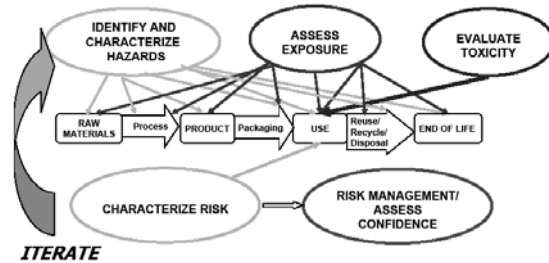 IDENTIFY AND
CHARACTERIZE
HAZARDS
ASSESS
EXPOSURE
EVALUATE
TOXICITY
RAW
MATERIALS
Process
PRODUCT
Packaging
USE
Reuse/
Recycle/
Disposal
END OF LIFE
CHARACTERIZE RISK
RISK MANAGEMENT/
ASSESS
CONFIDENCE
ITERATE